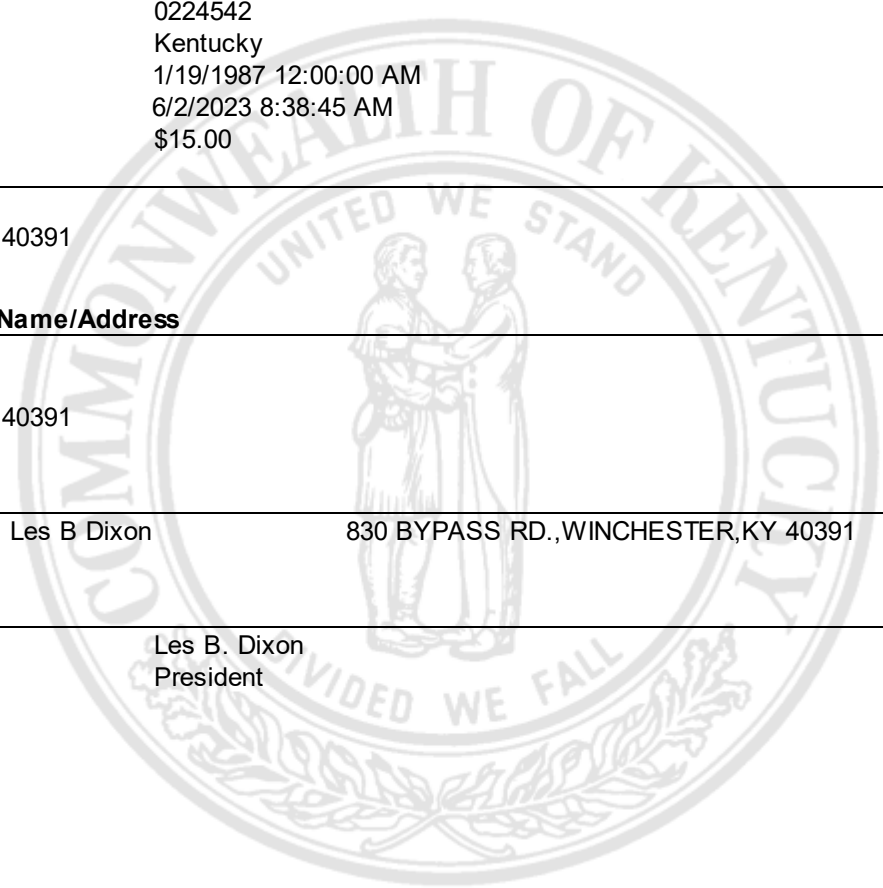 0224542
Kentucky
1/19/1987 12:00:00 AM
6/2/2023 8:38:45 AM
$15.00
COMMONWEALTH OF KENTUCKY
UNITED WE STAND
40391
Name/Address
40391
Les B Dixon 830 BYPASS RD.,WINCHESTER,KY 40391
Les B. Dixon
President
DIVIDED WE FALL